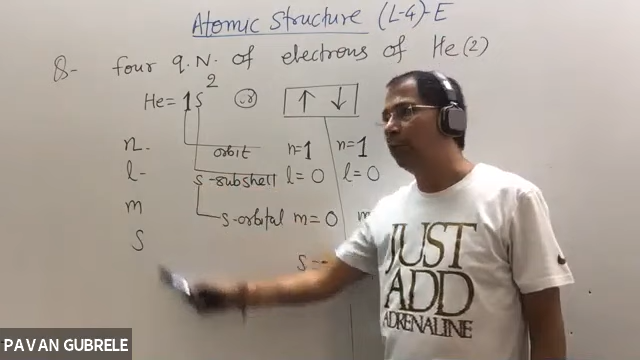 Atomic Structure (L-4)-E
8- four q.N. of electrons of He(2)
He = 1s² or ↑ ↓
n- orbit n=1 n=1
l- s-subshell l=0 l=0
m s-orbital m=0 m
s s-
JUST
ADD
ADRENALINE
PAVAN GUBRELE